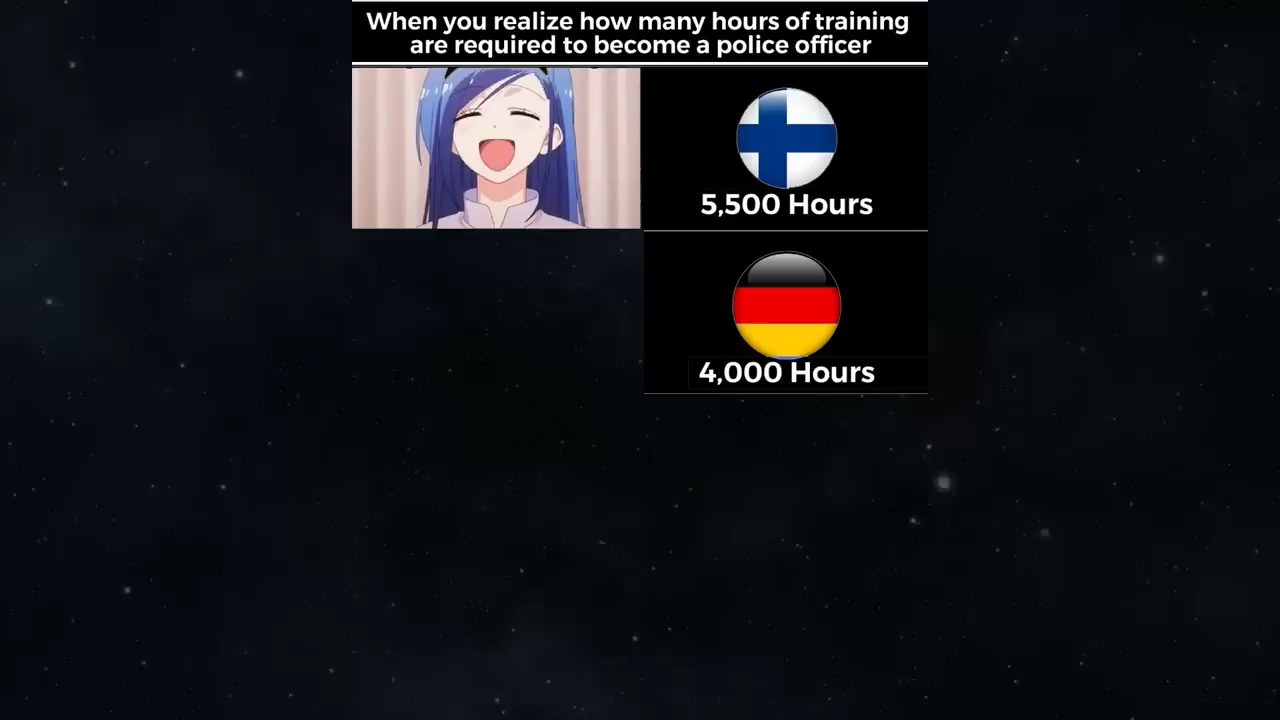 When you realize how many hours of training
are required to become a police officer
5,500 Hours
4,000 Hours